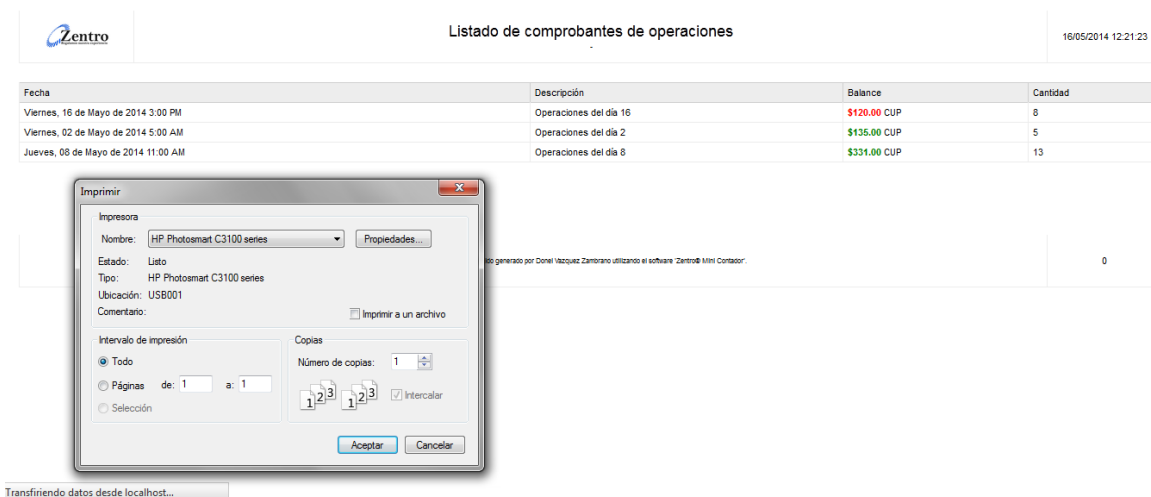 Zentro
Listado de comprobantes de operaciones
-
16/05/2014 12:21:23
Fecha Descripción Balance Cantidad
Viernes, 16 de Mayo de 2014 3:00 PM Operaciones del día 16 $120.00 CUP 8
Viernes, 02 de Mayo de 2014 5:00 AM Operaciones del día 2 $135.00 CUP 5
Jueves, 08 de Mayo de 2014 11:00 AM Operaciones del día 8 $331.00 CUP 13
generado por Donel Vazquez Zambrano utilizando el software 'Zentro® Mini Contador'.
0
Imprimir
Impresora
Nombre: HP Photosmart C3100 series Propiedades...
Estado: Listo
Tipo: HP Photosmart C3100 series
Ubicación: USB001
Comentario: Imprimir a un archivo
Intervalo de impresión Copias
Todo Número de copias: 1
Páginas de: 1 a: 1
1 2 3 1 2 3 Intercalar
Selección
Aceptar Cancelar
Transfiriendo datos desde localhost...